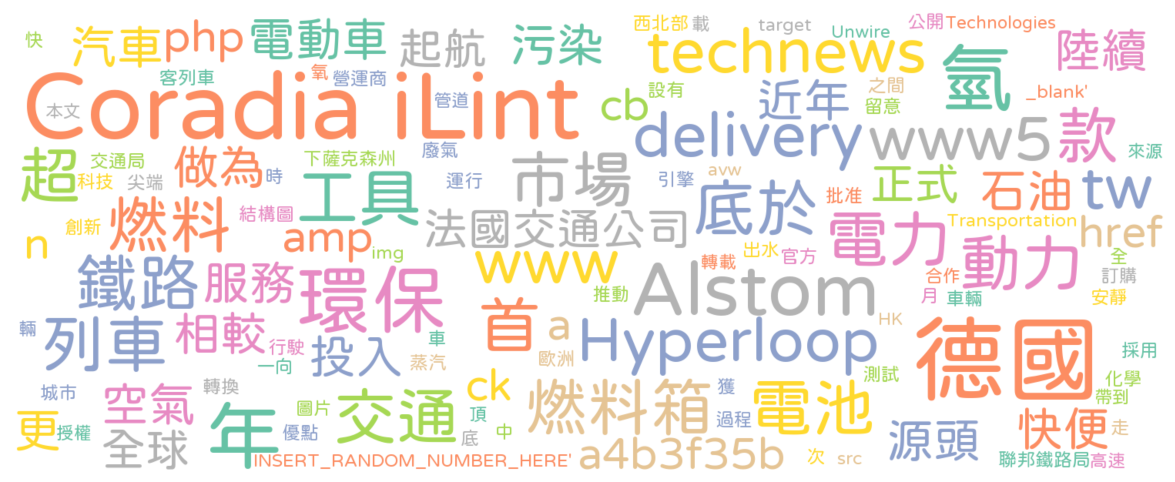 快 汽車 php 電動車 起航 污染 西北部 載 target Unwire 公開 Technologies
客列車 氧 營運商 technews 氫 陸續
本文 Coradia iLint 管道 cb 設有 近年 之間 留意 _blank'
超 交通局 做為 下薩克森州 廢氣 delivery www5 款 來源
科技 尖端 時 工具 運行 市場 引擎 avw 底於 批准 正式 石油 tw
創新 燃料 結構圖 amp 法國交通公司 電力 Transportation href
n img www 轉載 出水 官方 動力 全
鐵路 服務 環保 推動 Alstom 合作 訂購
月 車輛 安靜
輛 列車 相較 行駛 一向 投入 車 蒸汽 首 a Hyperloop HK 德國 採用
歐洲 測試 化學
城市 空氣 轉換 圖片 交通 ck 燃料箱 獲 電池 帶到
更 授權 全球 年 優點 頂 底 中 過程 源頭 快便 走
INSERT_RANDOM_NUMBER_HERE' a4b3f35b 次 src 聯邦鐵路局 高速